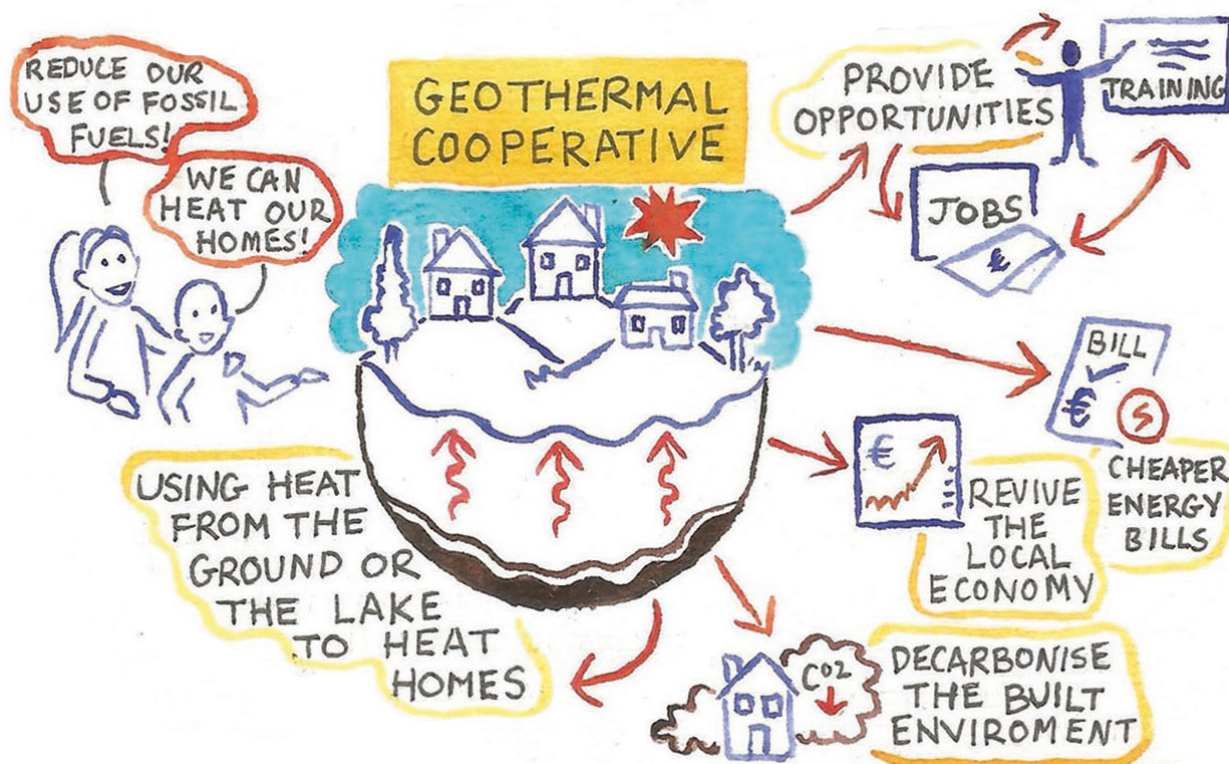 REDUCE OUR
USE OF FOSSIL
FUELS!
WE CAN
HEAT OUR
HOMES!
GEOTHERMAL
COOPERATIVE
PROVIDE
OPPORTUNITIES
TRAINING
JOBS
€
BILL
€
CHEAPER
ENERGY
BILLS
€
REVIVE
THE
LOCAL
ECONOMY
USING HEAT
FROM THE
GROUND OR
THE LAKE
TO HEAT
HOMES
CO2
DECARBONISE
THE BUILT
ENVIROMENT